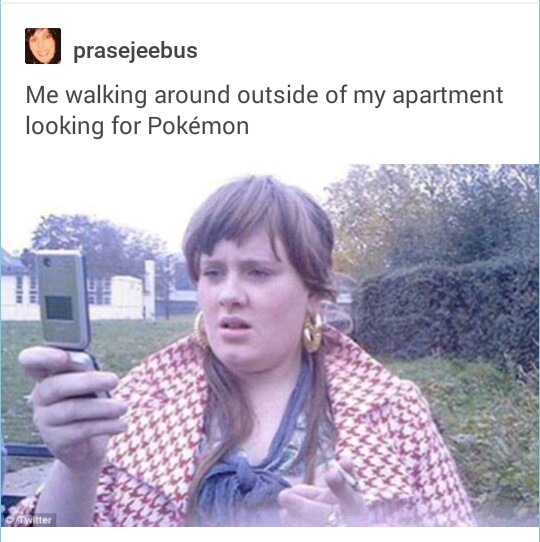 prasejeebus
Me walking around outside of my apartment
looking for Pokémon
© Twitter